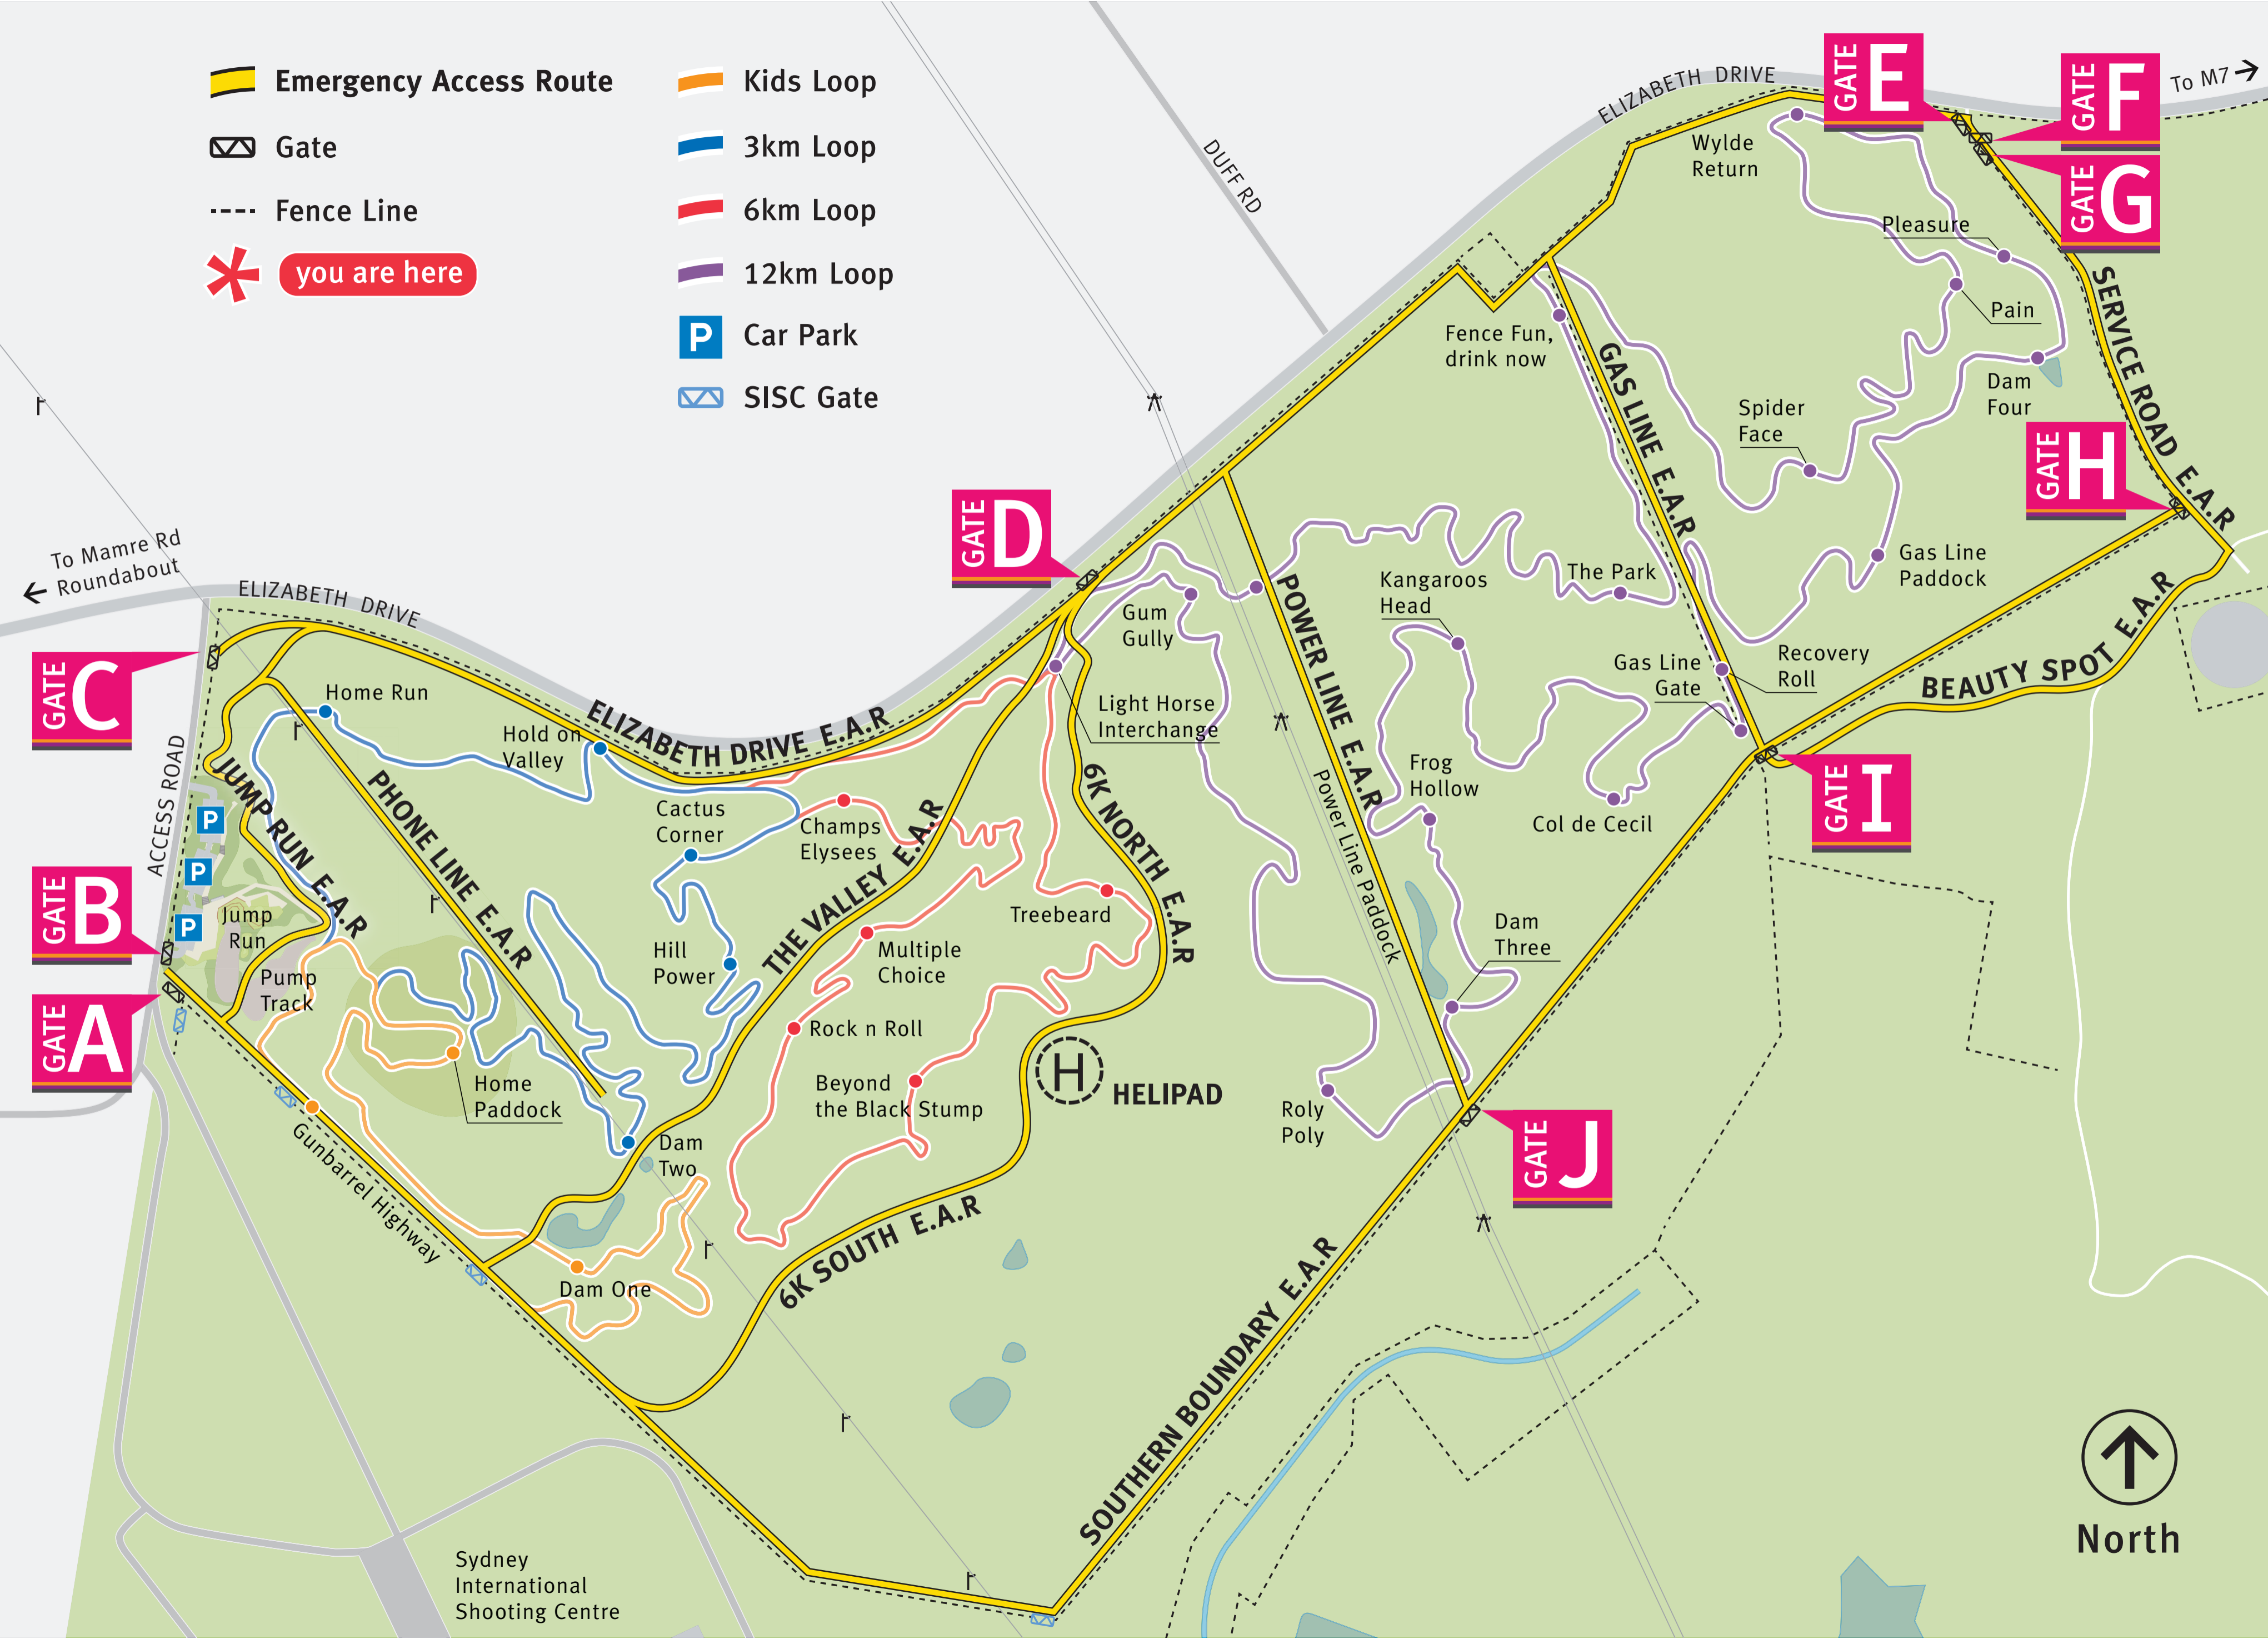 Emergency Access Route
Gate
Fence Line
you are here
Kids Loop
3km Loop
6km Loop
12km Loop
P
Car Park
SISC Gate
DUFF RD
ELIZABETH DRIVE
To M7
GATE E
GATE F
GATE G
Wylde
Return
Pleasure
Pain
SERVICE ROAD E.A.R
Fence Fun,
drink now
GAS LINE E.A.R
Dam
Four
Spider
Face
GATE H
GATE D
To Mamre Rd
Roundabout
ELIZABETH DRIVE
Gum
Gully
Kangaroos
Head
The Park
Gas Line
Paddock
GATE C
Home Run
Hold on
Valley
ELIZABETH DRIVE E.A.R
Light Horse
Interchange
POWER LINE E.A.R
Power Line Paddock
Gas Line
Gate
Recovery
Roll
BEAUTY SPOT E.A.R
ACCESS ROAD
JUMP RUN E.A.R
PHONE LINE E.A.R
Cactus
Corner
Champs
Elysees
THE VALLEY E.A.R
6K NORTH E.A.R
Frog
Hollow
Col de Cecil
GATE I
P
P
P
GATE B
Jump
Run
Pump
Track
Hill
Power
Multiple
Choice
Treebeard
Dam
Three
GATE A
Rock n Roll
Home
Paddock
Beyond
the Black Stump
H
HELIPAD
Roly
Poly
GATE J
Gunbarrel Highway
Dam
Two
Dam One
6K SOUTH E.A.R
SOUTHERN BOUNDARY E.A.R
Sydney
International
Shooting Centre
North